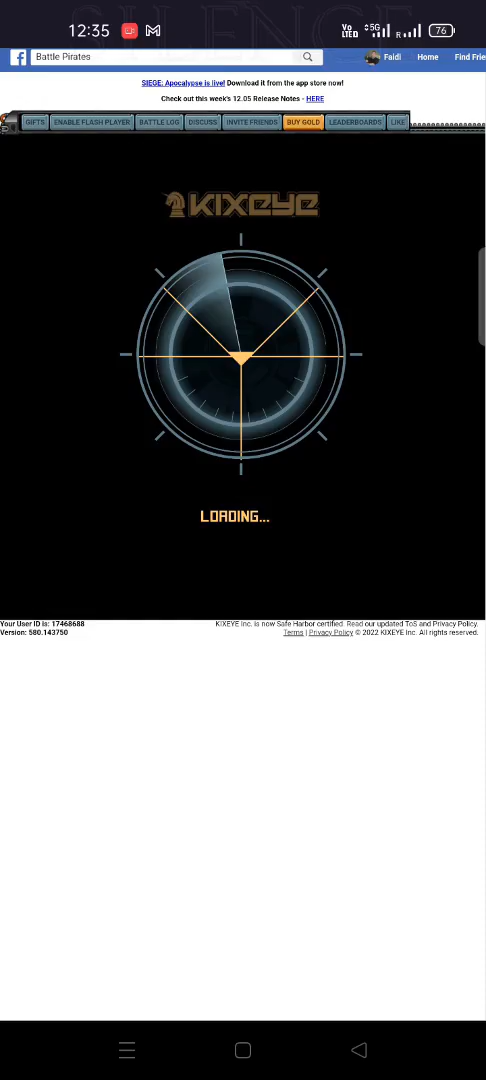 SILENCE
12:35
Vo LTED 5G R 76
Battle Pirates
Faldi Home Find Frie
SIEGE: Apocalypse is live! Download it from the app store now!
Check out this week's 12.05 Release Notes - HERE
GIFTS ENABLE FLASH PLAYER BATTLE LOG DISCUSS INVITE FRIENDS BUY GOLD LEADERBOARDS LIKE
KIXEYE
LOADING...
Your User ID is: 17468688
KIXEYE Inc. is now Safe Harbor certified. Read our updated ToS and Privacy Policy.
Version: 580.143750
Terms | Privacy Policy © 2022 KIXEYE Inc. All rights reserved.